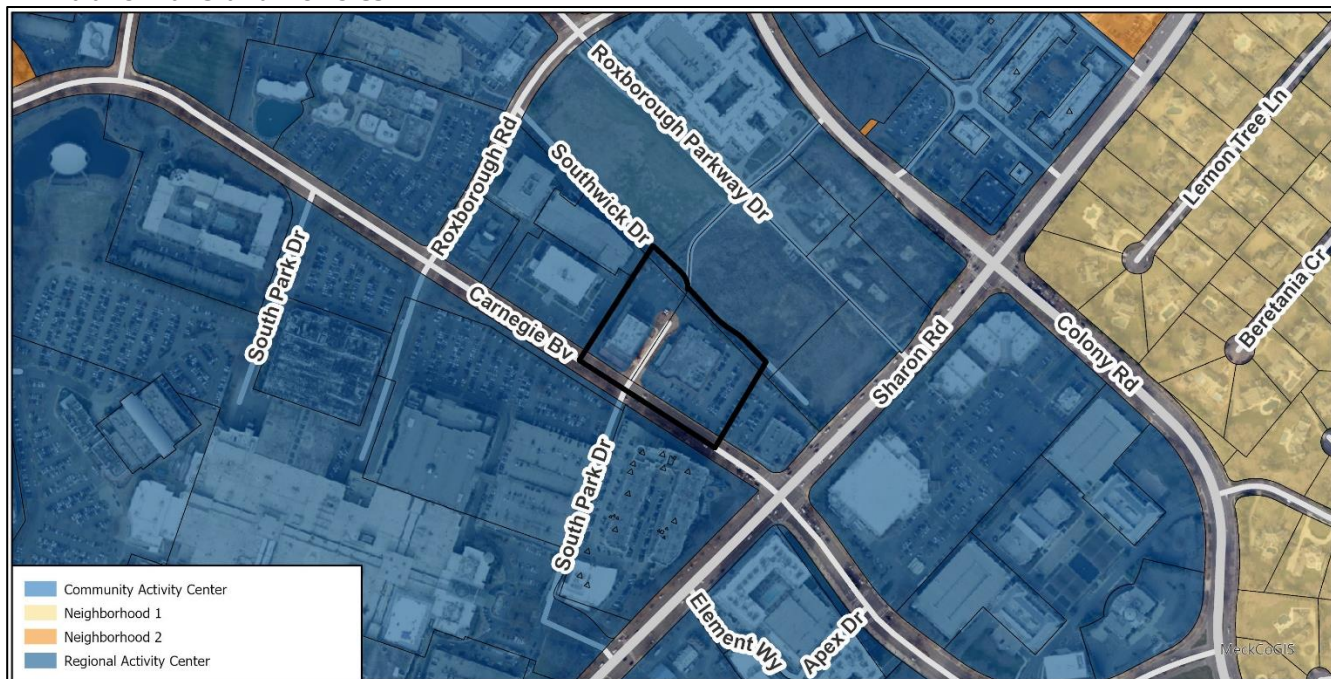 Roxborough Rd
Roxborough Parkway Dr
Southwick Dr
Lemon Tree Ln
South Park Dr
Carnegie Bv
Sharon Rd
Colony Rd
Beretania Cr
South Park Dr
Element Wy
Apex Dr
Community Activity Center
Neighborhood 1
Neighborhood 2
Regional Activity Center
MeckCoGIS